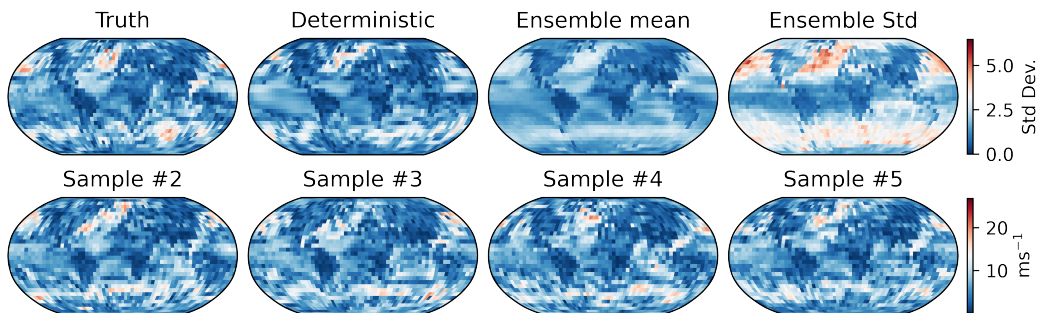 Truth
Deterministic
Ensemble mean
Ensemble Std
5.0
2.5
0.0
Std Dev.
Sample #2
Sample #3
Sample #4
Sample #5
20
10
ms⁻¹